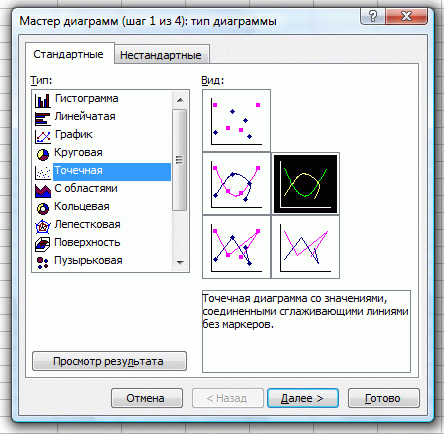 Мастер диаграмм (шаг 1 из 4): тип диаграммы
Стандартные
Нестандартные
Тип:
Гистограмма
Линейчатая
График
Круговая
Точечная
С областями
Кольцевая
Лепестковая
Поверхность
Пузырьковая
Вид:
Точечная диаграмма со значениями,
соединенными сглаживающими линиями
без маркеров.
Просмотр результата
Отмена
< Назад
Далее >
Готово